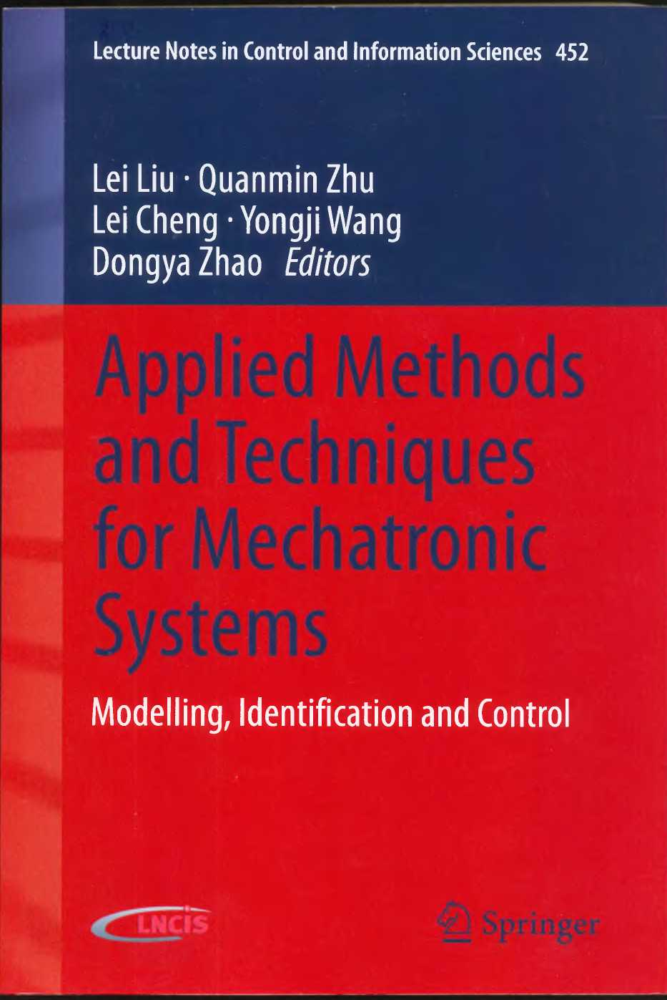 Lecture Notes in Control and Information Sciences 452
Lei Liu · Quanmin Zhu
Lei Cheng · Yongji Wang
Dongya Zhao Editors
Applied Methods
and Techniques
for Mechatronic
Systems
Modelling, Identification and Control
LNCIS
Springer